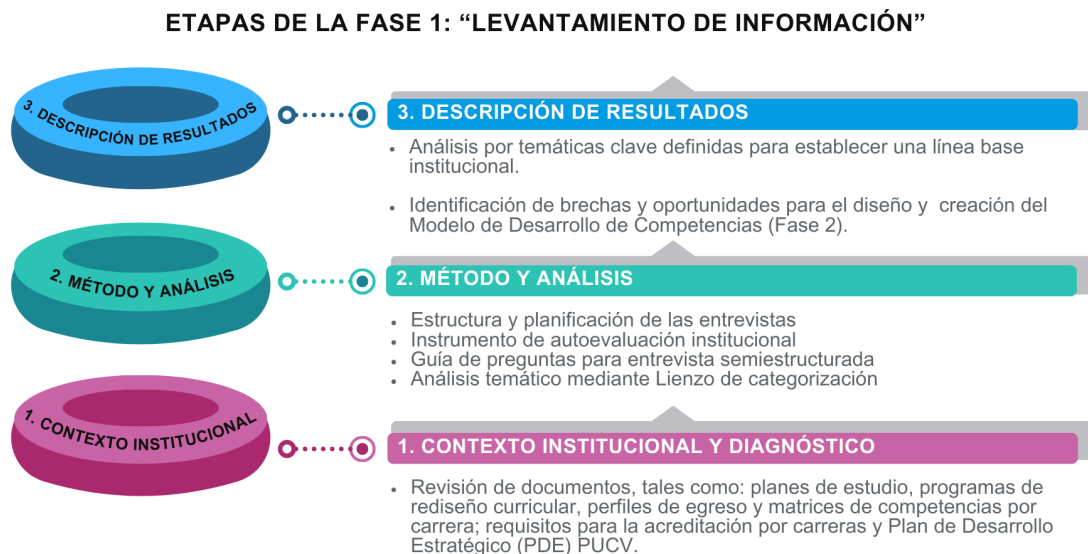 ETAPAS DE LA FASE 1: “LEVANTAMIENTO DE INFORMACIÓN”
3. DESCRIPCIÓN DE RESULTADOS
3. DESCRIPCIÓN DE RESULTADOS
• Análisis por temáticas clave definidas para establecer una línea base
institucional.
• Identificación de brechas y oportunidades para el diseño y creación del
Modelo de Desarrollo de Competencias (Fase 2).
2. MÉTODO Y ANÁLISIS
2. MÉTODO Y ANÁLISIS
• Estructura y planificación de las entrevistas
• Instrumento de autoevaluación institucional
• Guía de preguntas para entrevista semiestructurada
• Análisis temático mediante Lienzo de categorización
1. CONTEXTO INSTITUCIONAL
1. CONTEXTO INSTITUCIONAL Y DIAGNÓSTICO
• Revisión de documentos, tales como: planes de estudio, programas de
rediseño curricular, perfiles de egreso y matrices de competencias por
carrera; requisitos para la acreditación por carreras y Plan de Desarrollo
Estratégico (PDE) PUCV.